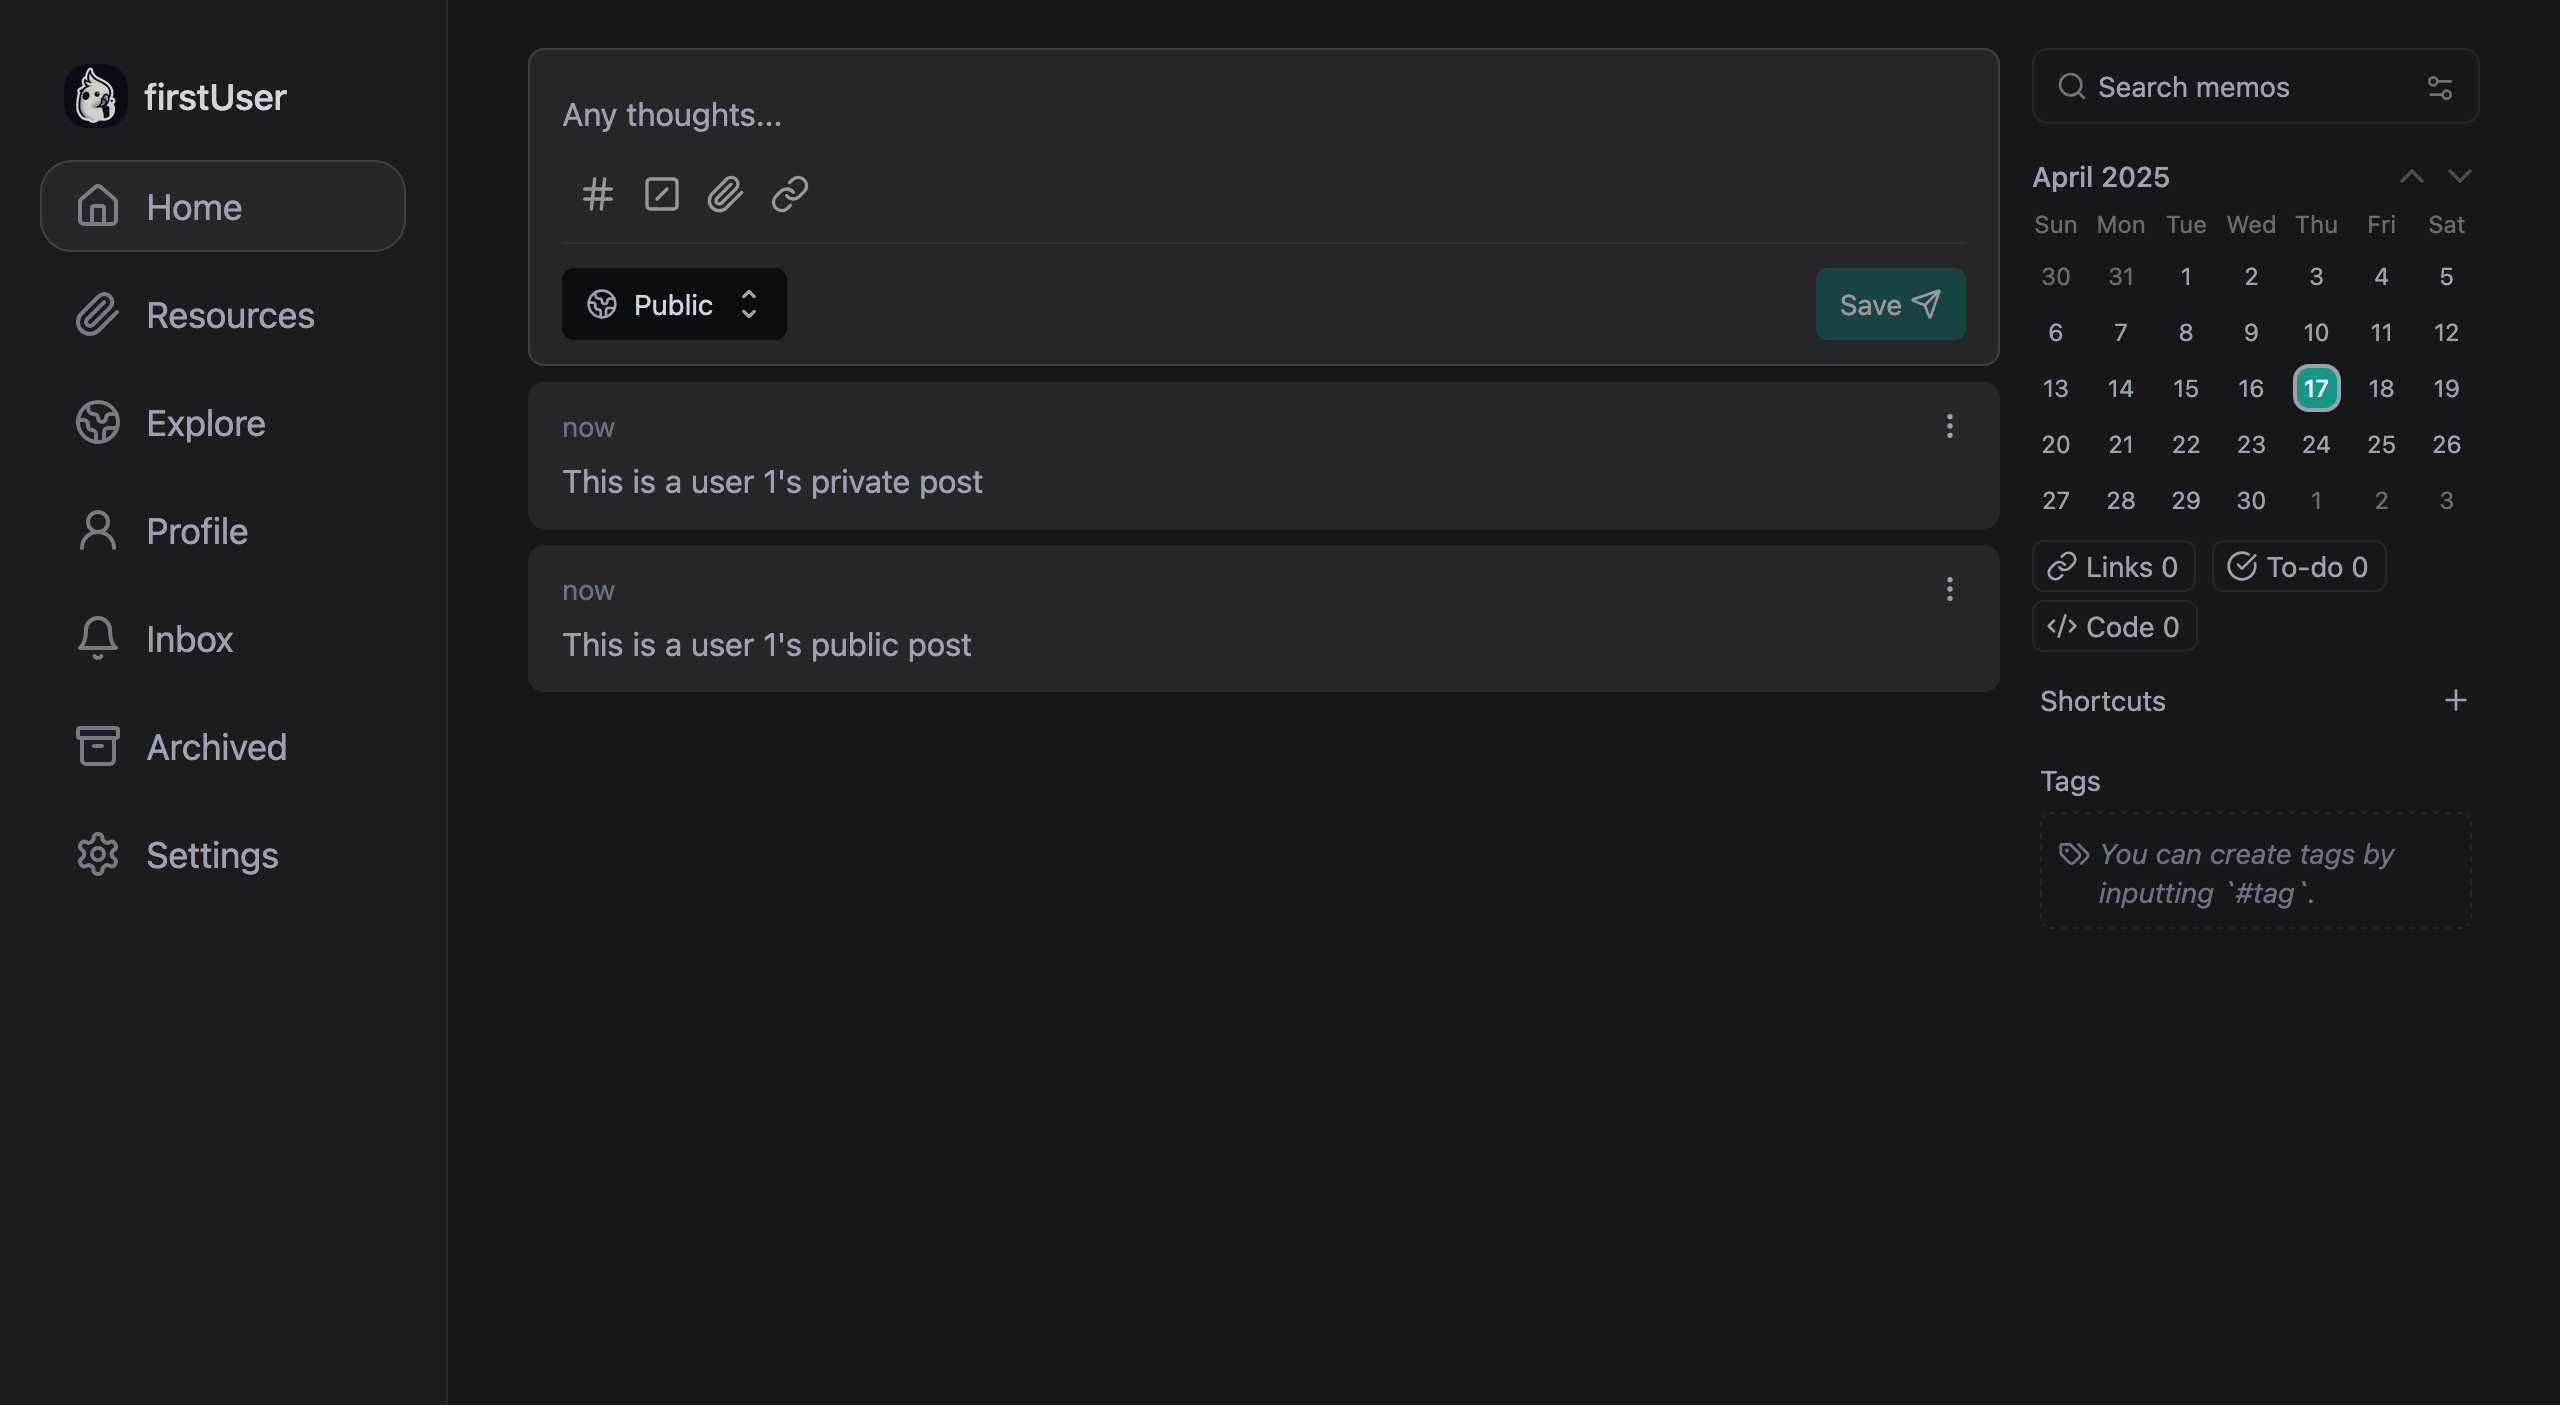 firstUser
Home
Resources
Explore
Profile
Inbox
Archived
Settings
Any thoughts...
Public
Save
now
This is a user 1's private post
now
This is a user 1's public post
Search memos
April 2025
Sun Mon Tue Wed Thu Fri Sat
30 31 1 2 3 4 5
6 7 8 9 10 11 12
13 14 15 16 17 18 19
20 21 22 23 24 25 26
27 28 29 30 1 2 3
Links 0 To-do 0
Code 0
Shortcuts
Tags
You can create tags by
inputting `#tag`.